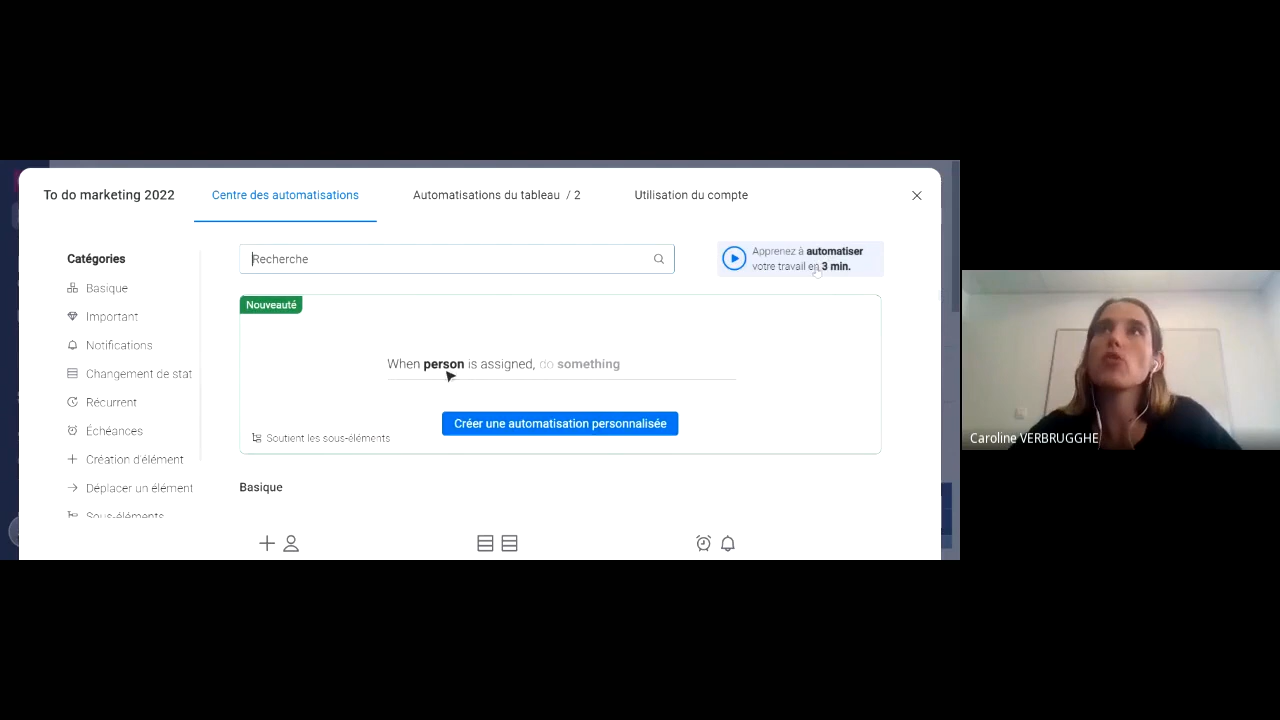 To do marketing 2022
Centre des automatisations
Automatisations du tableau / 2
Utilisation du compte
Catégories
Basique
Important
Notifications
Changement de stat
Récurrent
Échéances
Création d'élément
Déplacer un élément
Sous-éléments
Recherche
Apprenez à automatiser
votre travail en 3 min.
Nouveauté
When person is assigned, do something
Créer une automatisation personnalisée
Soutient les sous-éléments
Basique
Caroline VERBRUGGHE